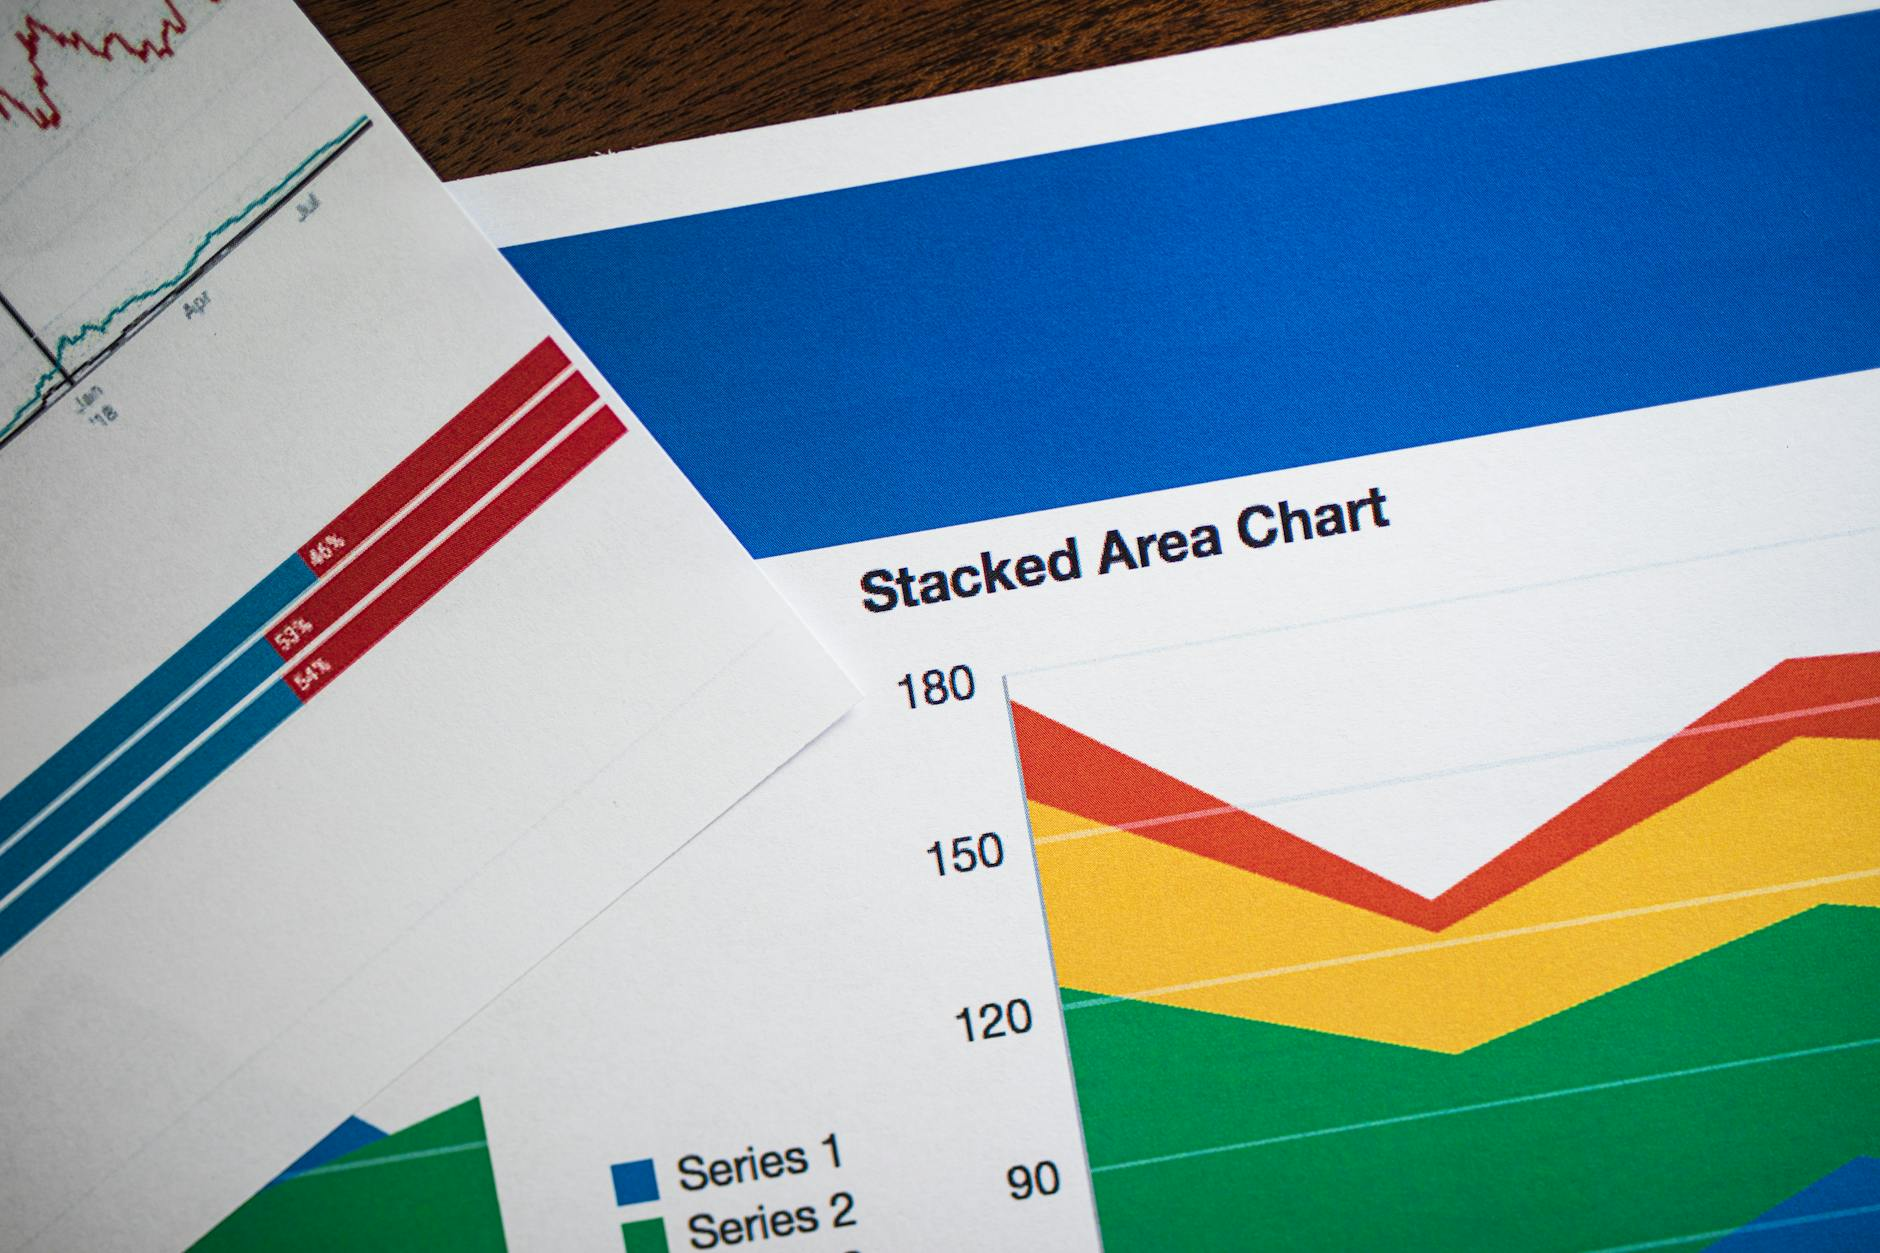 Jul
Apr
Jan
'18
46%
53%
54%
Stacked Area Chart
180
150
120
90
Series 1
Series 2